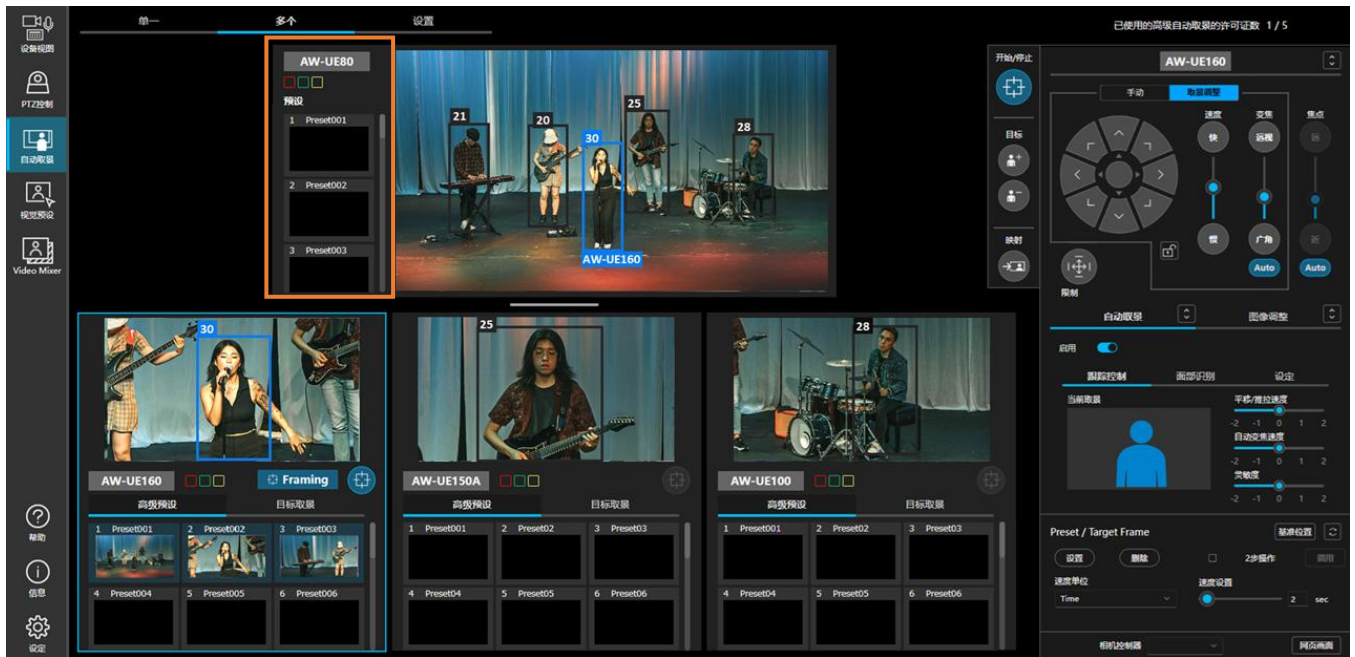 单一
多个
设置
已使用的高级自动取景的许可证数 1 / 5
设备视图
PTZ控制
自动取景
视觉预设
Video Mixer
帮助
信息
设定
AW-UE80
预设
1 Preset001
2 Preset002
3 Preset003
21
20
30
25
28
AW-UE160
开始/停止
目标
映射
AW-UE160
手动
取景调整
速度
变焦
焦点
快
远视
远
慢
广角
近
Auto
Auto
限制
自动取景
图像调整
启用
跟踪控制
面部识别
设定
当前取景
平移/推拉速度
-2 -1 0 1 2
自动变焦速度
-2 -1 0 1 2
灵敏度
-2 -1 0 1 2
Preset / Target Frame
基准位置
设置
删除
2步操作
调用
速度单位
速度设置
Time
2 sec
相机控制器
网页画面
30
AW-UE160
Framing
高级预设
目标取景
1 Preset001
2 Preset002
3 Preset003
4 Preset004
5 Preset005
6 Preset006
25
AW-UE150A
高级预设
目标取景
1 Preset001
2 Preset02
3 Preset03
4 Preset04
5 Preset05
6 Preset06
28
AW-UE100
高级预设
目标取景
1 Preset001
2 Preset02
3 Preset03
4 Preset04
5 Preset05
6 Preset06